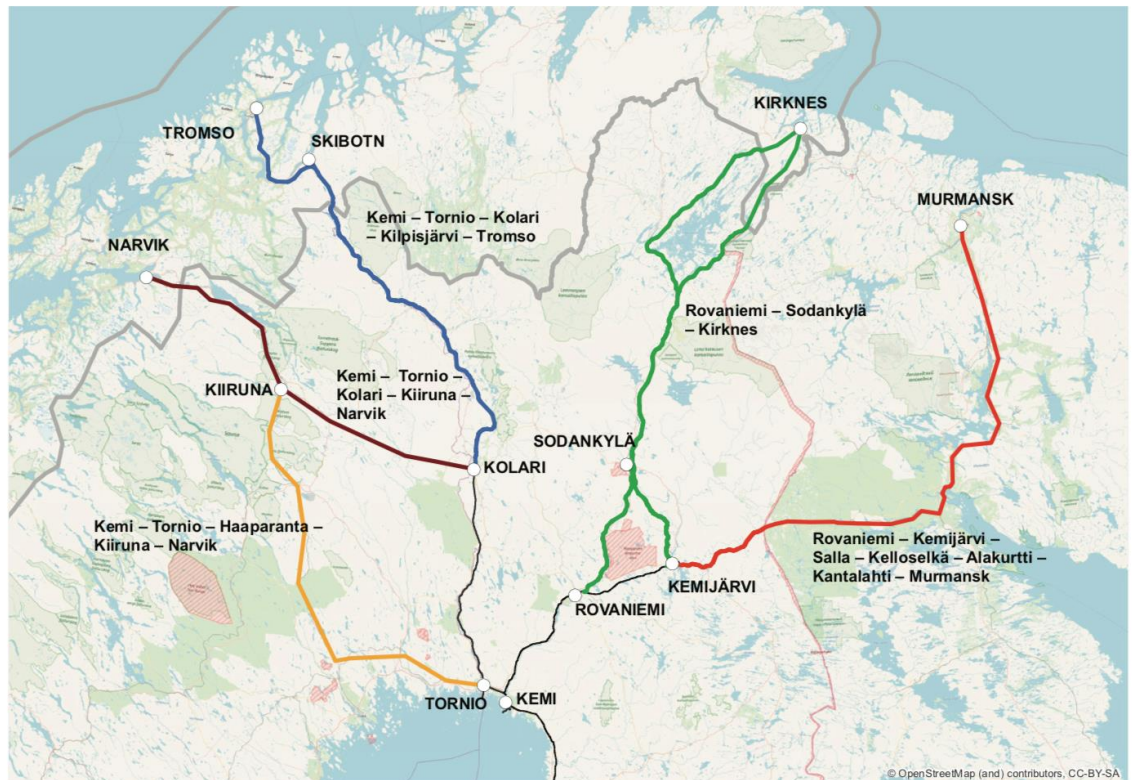 KIRKNES
TROMSO
SKIBOTN
MURMANSK
Kemi – Tornio – Kolari
– Kilpisjärvi – Tromso
NARVIK
Rovaniemi – Sodankylä
– Kirknes
Kemi – Tornio –
Kolari – Kiiruna –
Narvik
KIIRUNA
SODANKYLÄ
KOLARI
Kemi – Tornio – Haaparanta –
Kiiruna – Narvik
Rovaniemi – Kemijärvi –
Salla – Kelloselkä – Alakurtti –
Kantalahti – Murmansk
KEMIJÄRVI
ROVANIEMI
TORNIO
KEMI
© OpenStreetMap (and) contributors, CC-BY-SA